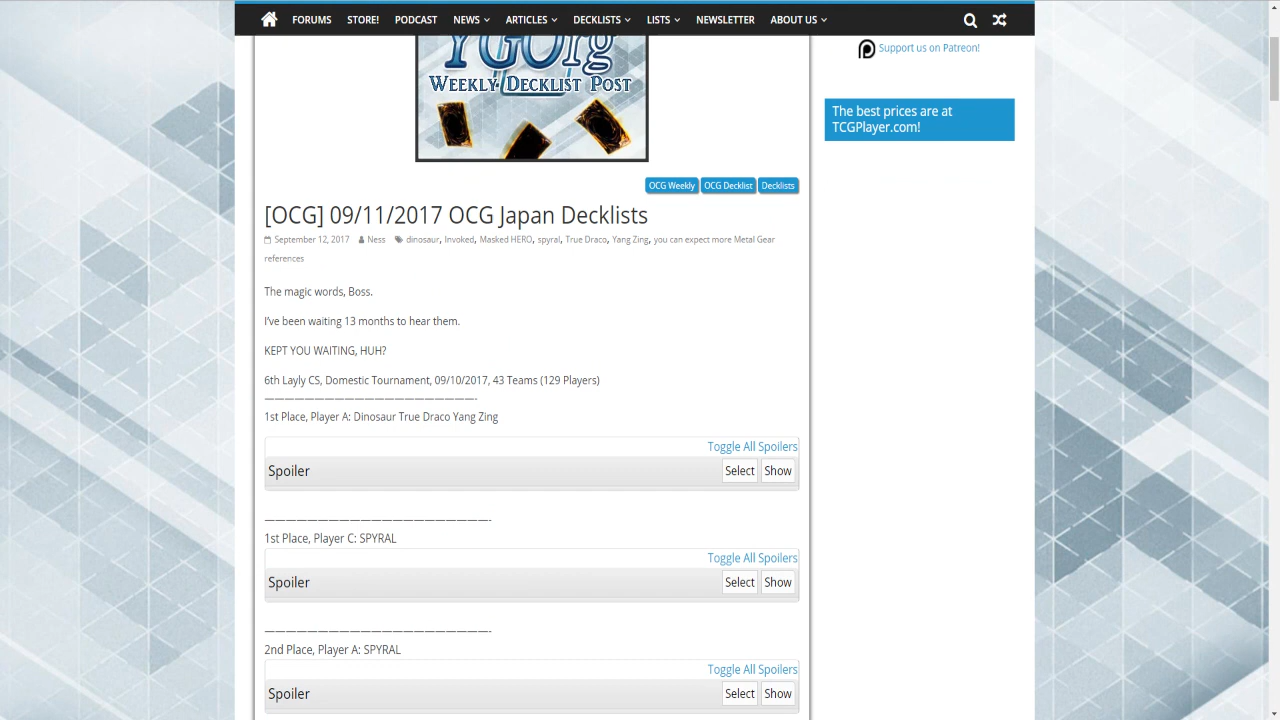 FORUMS STORE! PODCAST NEWS ARTICLES DECKLISTS LISTS NEWSLETTER ABOUT US
YGOrg
WEEKLY DECKLIST POST
Support us on Patreon!
The best prices are at
TCGPlayer.com!
OCG Weekly OCG Decklist Decklists
[OCG] 09/11/2017 OCG Japan Decklists
September 12, 2017 Ness dinosaur, Invoked, Masked HERO, spyral, True Draco, Yang Zing, you can expect more Metal Gear
references
The magic words, Boss.
I've been waiting 13 months to hear them.
KEPT YOU WAITING, HUH?
6th Layly CS, Domestic Tournament, 09/10/2017, 43 Teams (129 Players)
————————————————————-
1st Place, Player A: Dinosaur True Draco Yang Zing
Toggle All Spoilers
Spoiler Select Show
—————————————————————-
1st Place, Player C: SPYRAL
Toggle All Spoilers
Spoiler Select Show
—————————————————————-
2nd Place, Player A: SPYRAL
Toggle All Spoilers
Spoiler Select Show